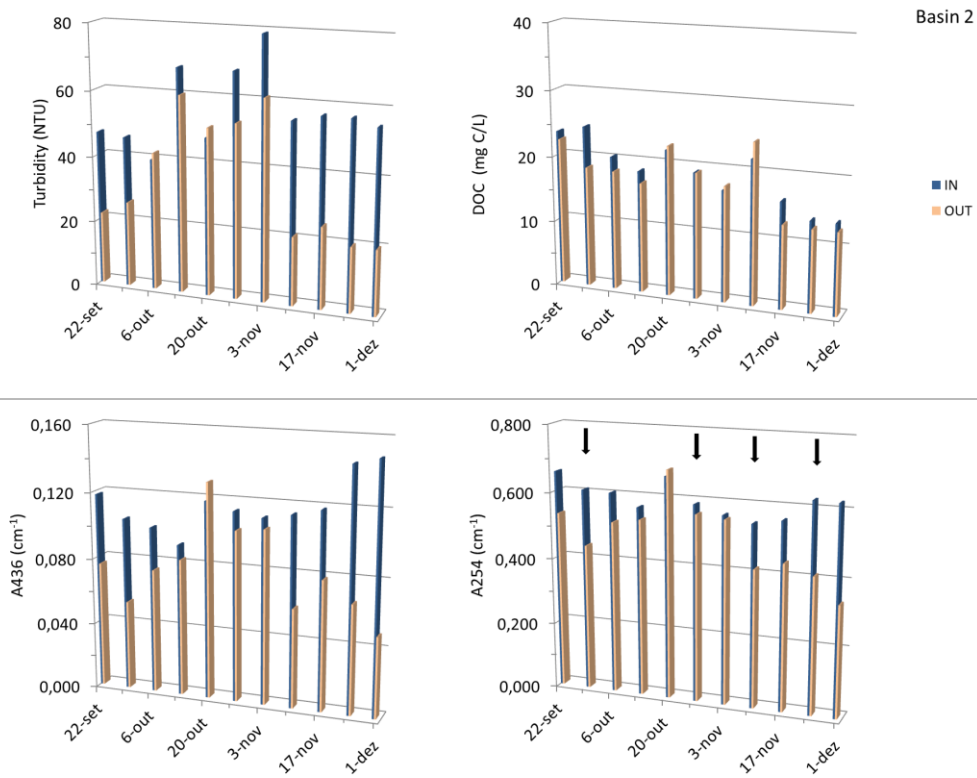 Basin 2
Turbidity (NTU)
80
60
40
20
0
22-set
6-out
20-out
3-nov
17-nov
1-dez
DOC (mg C/L)
40
30
20
10
0
22-set
6-out
20-out
3-nov
17-nov
1-dez
IN
OUT
A436 (cm⁻¹)
0,160
0,120
0,080
0,040
0,000
22-set
6-out
20-out
3-nov
17-nov
1-dez
A254 (cm⁻¹)
0,800
0,600
0,400
0,200
0,000
22-set
6-out
20-out
3-nov
17-nov
1-dez